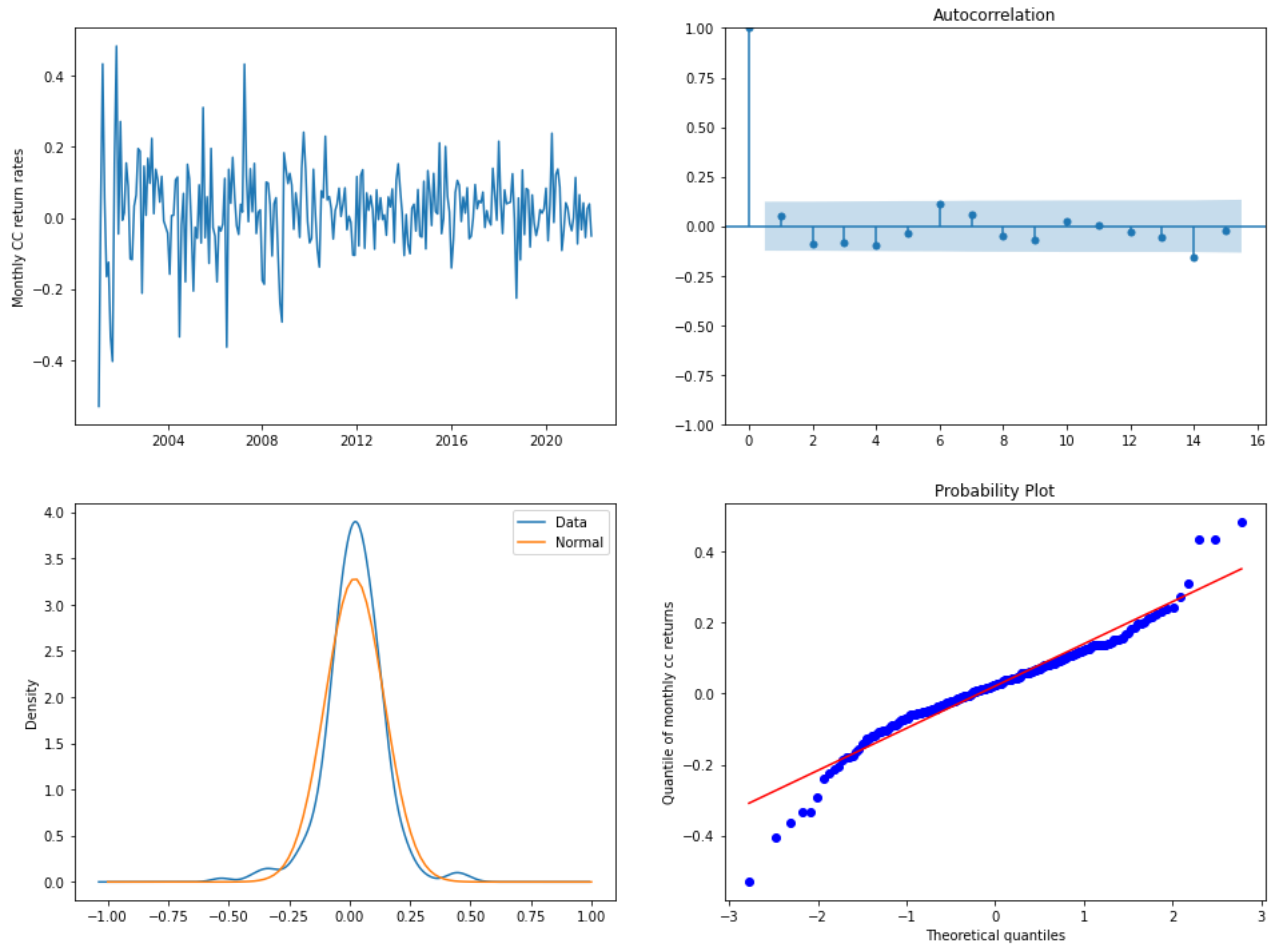 Monthly CC return rates
0.4
0.2
0.0
−0.2
−0.4
2004 2008 2012 2016 2020
Autocorrelation
1.00
0.75
0.50
0.25
0.00
−0.25
−0.50
−0.75
−1.00
0 2 4 6 8 10 12 14 16
Density
4.0
3.5
3.0
2.5
2.0
1.5
1.0
0.5
0.0
Data
Normal
−1.00 −0.75 −0.50 −0.25 0.00 0.25 0.50 0.75 1.00
Probability Plot
Quantile of monthly cc returns
0.4
0.2
0.0
−0.2
−0.4
−3 −2 −1 0 1 2 3
Theoretical quantiles